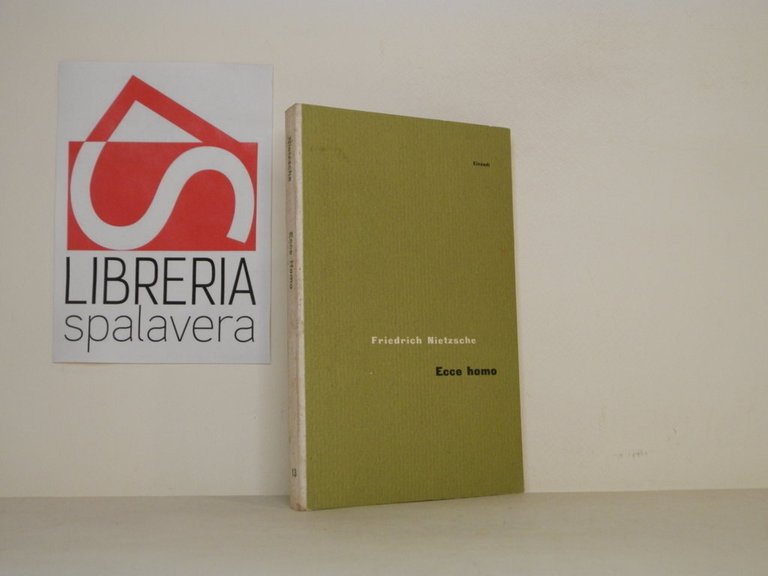 LIBRERIA
spalavera
Nietzsche Ecce Homo 13
Einaudi
Friedrich Nietzsche
Ecce homo